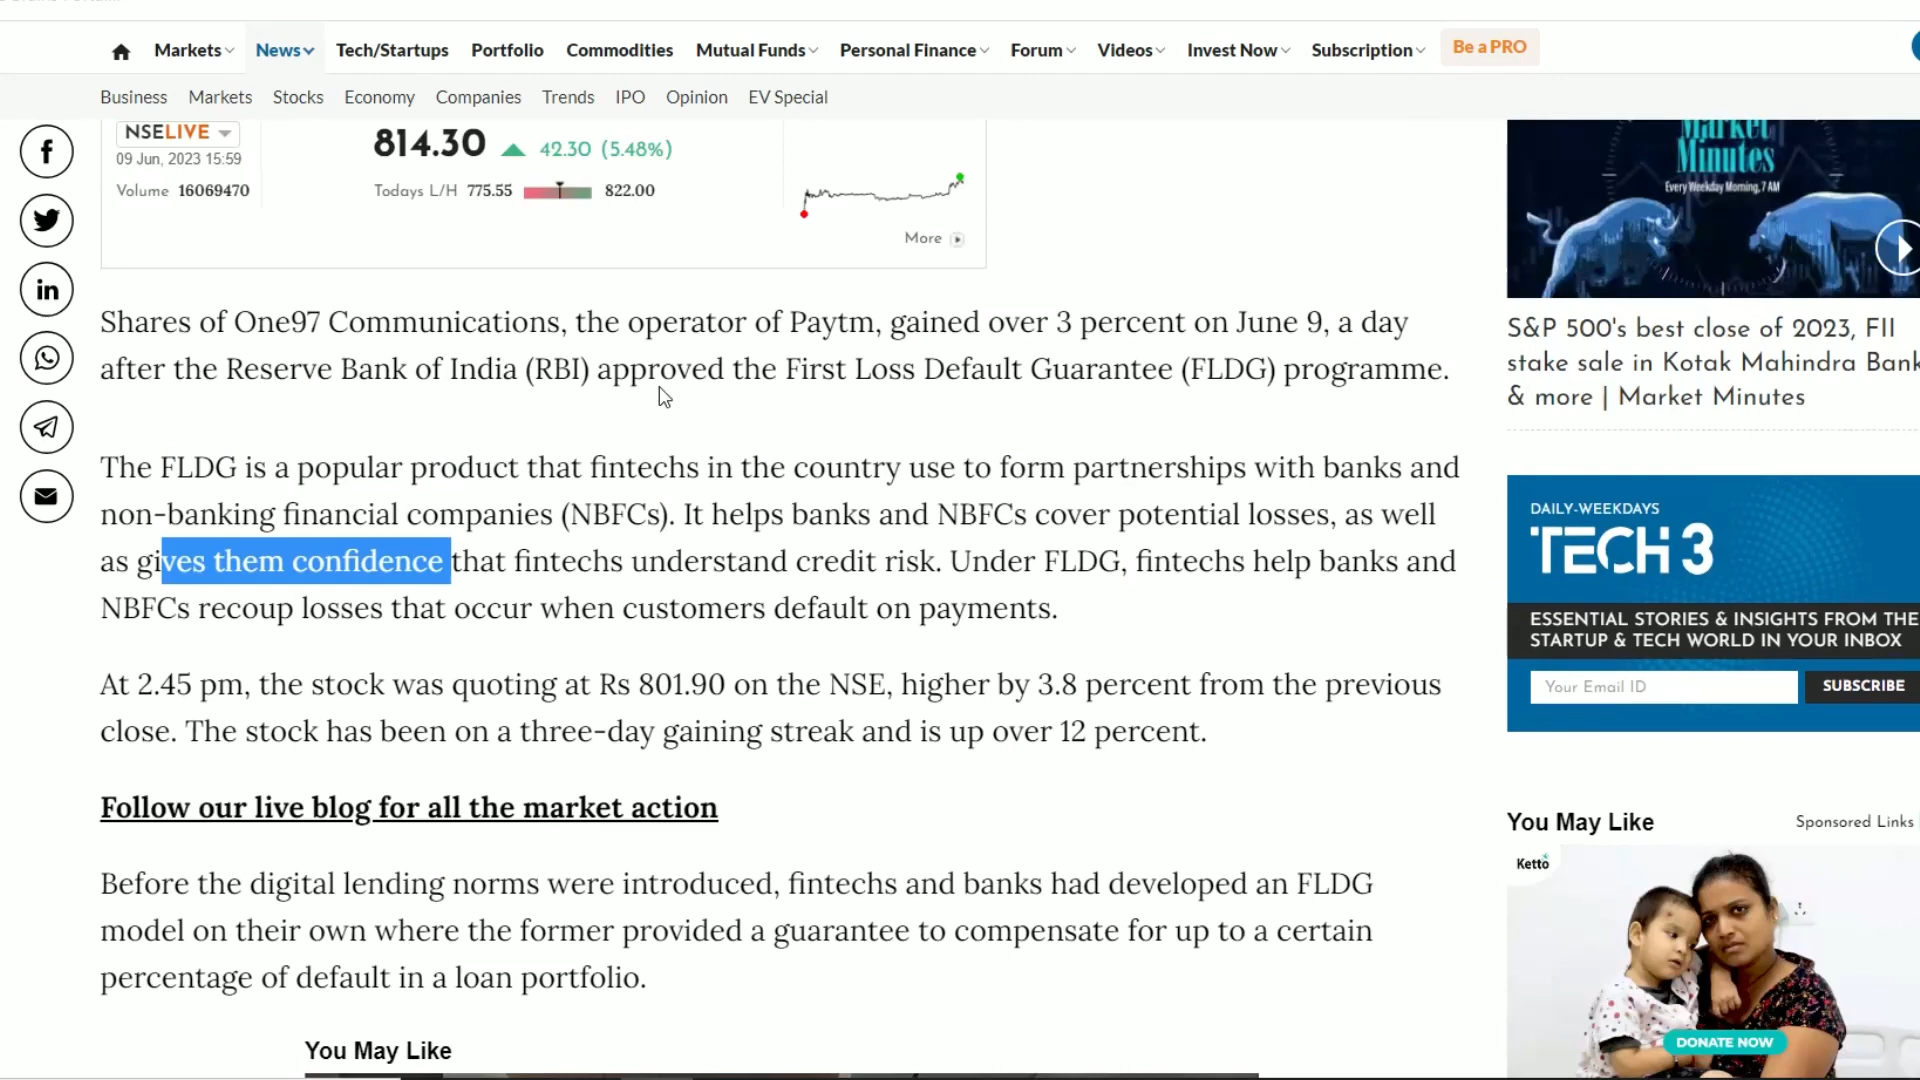 Markets News Tech/Startups Portfolio Commodities Mutual Funds Personal Finance Forum Videos Invest Now Subscription Be a PRO
Business Markets Stocks Economy Companies Trends IPO Opinion EV Special
NSELIVE
09 Jun, 2023 15:59
Volume 16069470
814.30 42.30 (5.48%)
Todays L/H 775.55 822.00
More
Shares of One97 Communications, the operator of Paytm, gained over 3 percent on June 9, a day
after the Reserve Bank of India (RBI) approved the First Loss Default Guarantee (FLDG) programme.
The FLDG is a popular product that fintechs in the country use to form partnerships with banks and
non-banking financial companies (NBFCs). It helps banks and NBFCs cover potential losses, as well
as gives them confidence that fintechs understand credit risk. Under FLDG, fintechs help banks and
NBFCs recoup losses that occur when customers default on payments.
At 2.45 pm, the stock was quoting at Rs 801.90 on the NSE, higher by 3.8 percent from the previous
close. The stock has been on a three-day gaining streak and is up over 12 percent.
Follow our live blog for all the market action
Before the digital lending norms were introduced, fintechs and banks had developed an FLDG
model on their own where the former provided a guarantee to compensate for up to a certain
percentage of default in a loan portfolio.
You May Like
Market
Minutes
Every Weekday Morning, 7 AM
S&P 500's best close of 2023, FII
stake sale in Kotak Mahindra Bank
& more | Market Minutes
DAILY-WEEKDAYS
TECH 3
ESSENTIAL STORIES & INSIGHTS FROM THE
STARTUP & TECH WORLD IN YOUR INBOX
Your Email ID SUBSCRIBE
You May Like Sponsored Links
Ketto
DONATE NOW